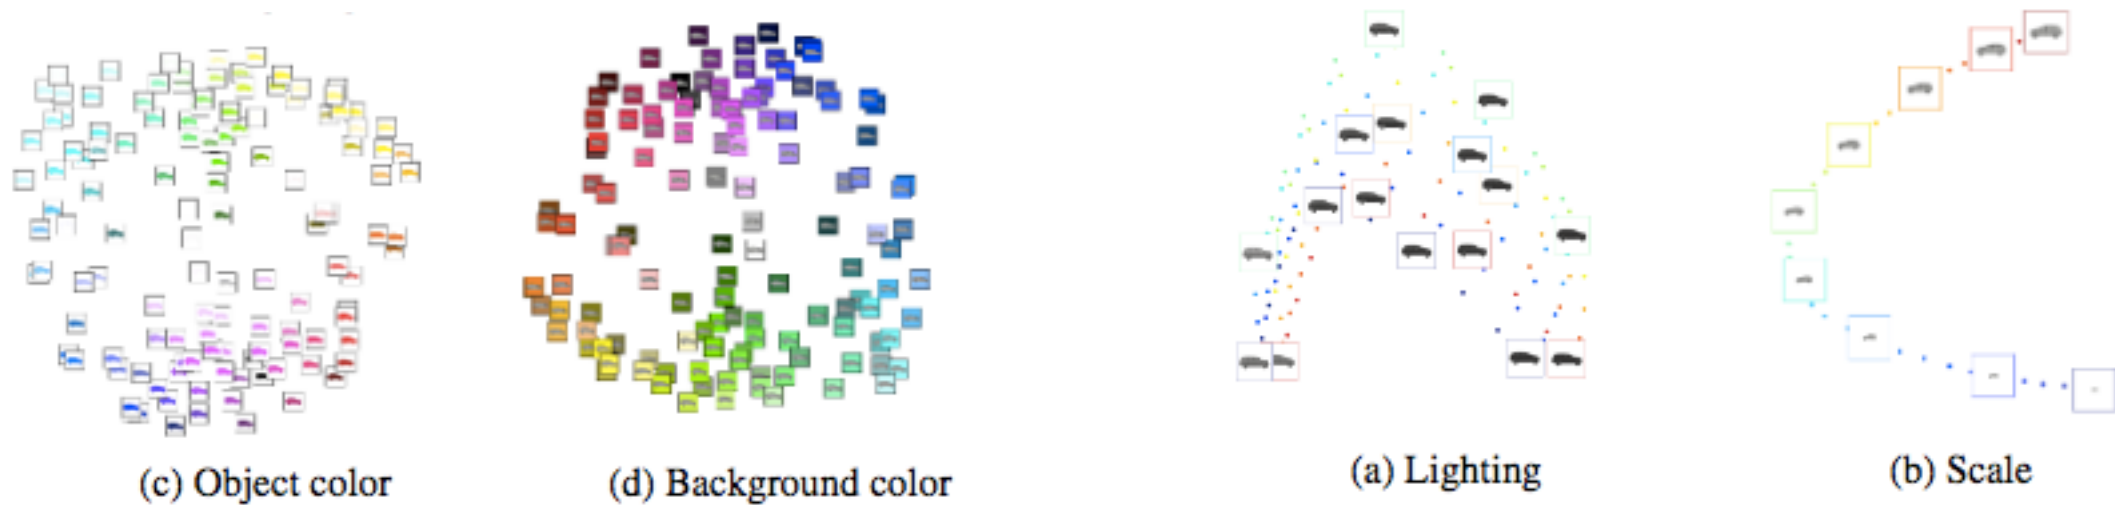 (c) Object color
(d) Background color
(a) Lighting
(b) Scale